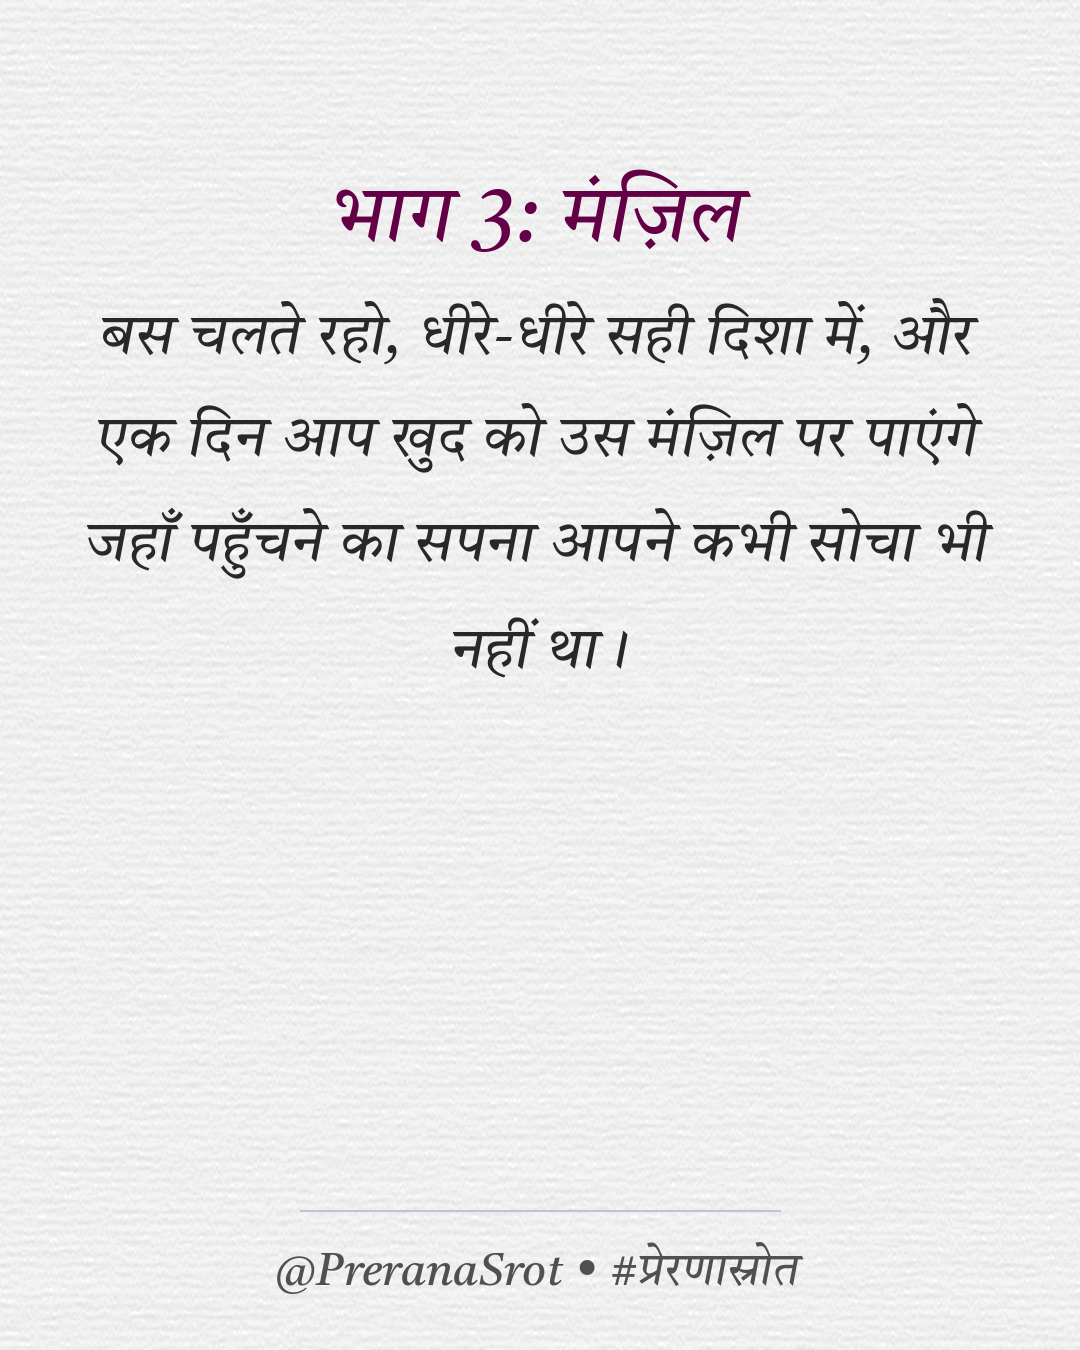 भाग 3: मंज़िल
बस चलते रहो, धीरे-धीरे सही दिशा में, और
एक दिन आप खुद को उस मंज़िल पर पाएंगे
जहाँ पहुँचने का सपना आपने कभी सोचा भी
नहीं था।
@PreranaSrot • #प्रेरणास्रोत